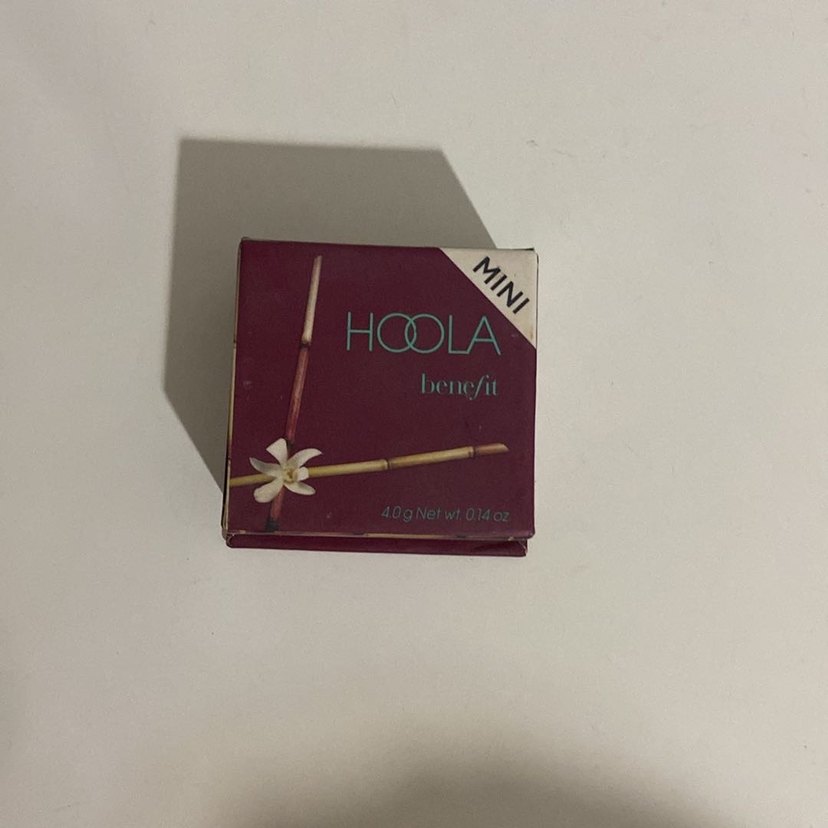 MINI
HOOLA
benefit
4.0 g Net wt. 0.14 oz